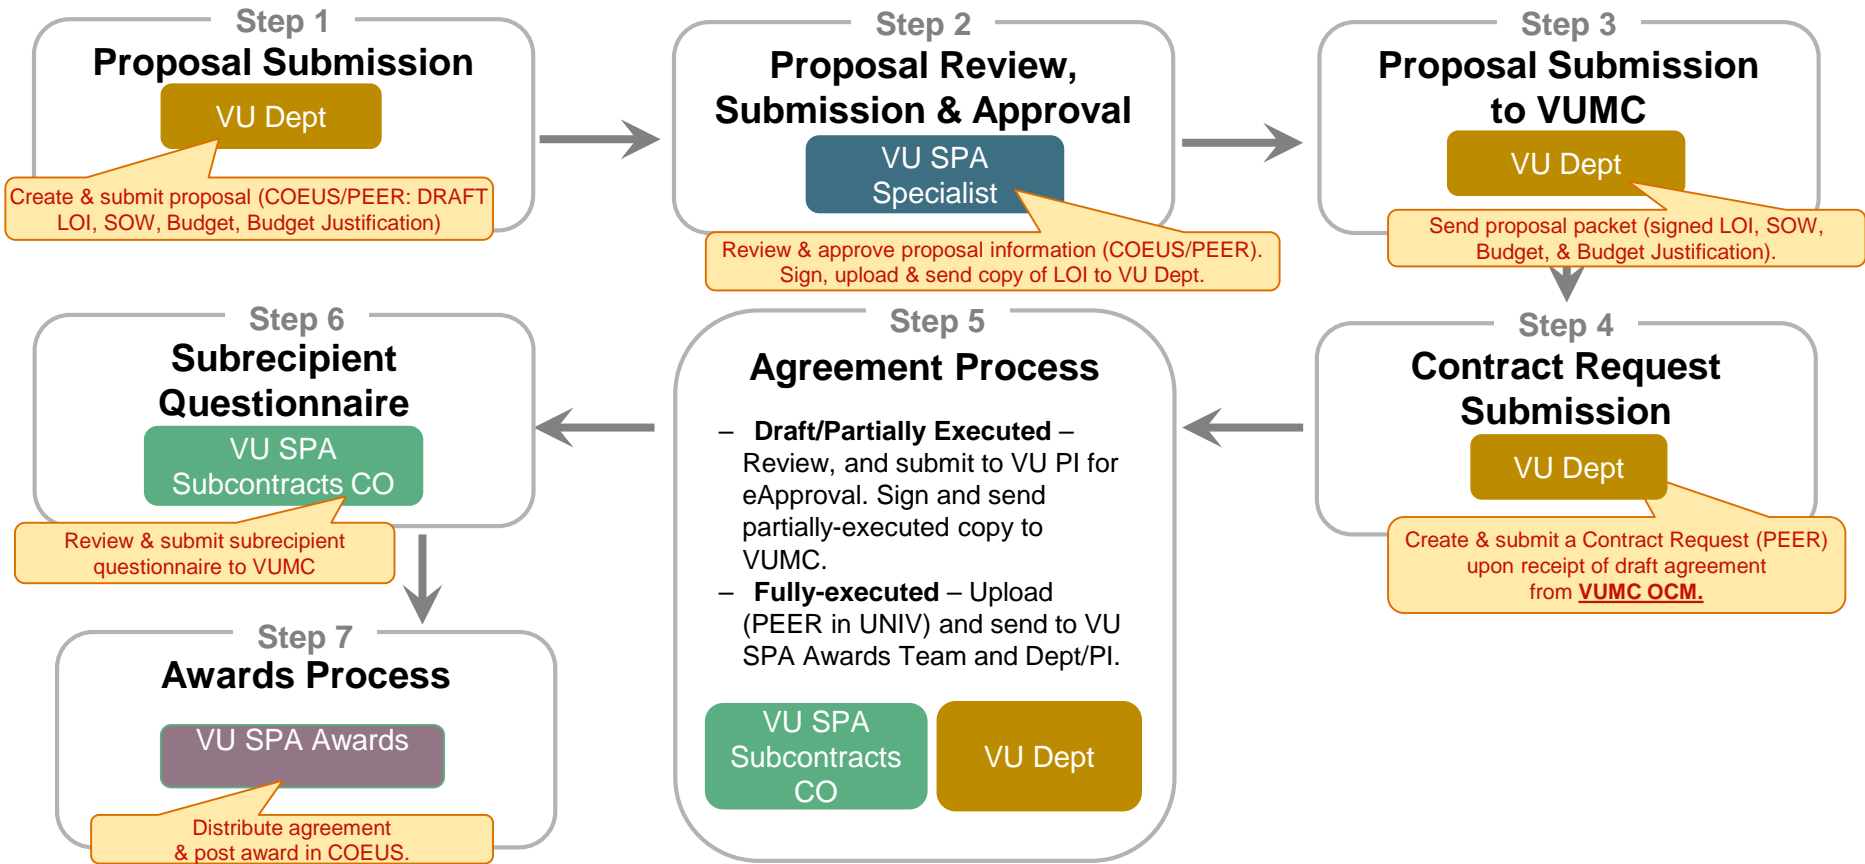 Step 1
Proposal Submission
VU Dept
Create & submit proposal (COEUS/PEER: DRAFT
LOI, SOW, Budget, Budget Justification)
Step 2
Proposal Review,
Submission & Approval
VU SPA
Specialist
Review & approve proposal information (COEUS/PEER).
Sign, upload & send copy of LOI to VU Dept.
Step 3
Proposal Submission
to VUMC
VU Dept
Send proposal packet (signed LOI, SOW,
Budget, & Budget Justification).
Step 4
Contract Request
Submission
VU Dept
Create & submit a Contract Request (PEER)
upon receipt of draft agreement
from VUMC OCM.
Step 5
Agreement Process
– Draft/Partially Executed –
Review, and submit to VU PI for
eApproval. Sign and send
partially-executed copy to
VUMC.
– Fully-executed – Upload
(PEER in UNIV) and send to VU
SPA Awards Team and Dept/PI.
VU SPA
Subcontracts
CO
VU Dept
Step 6
Subrecipient
Questionnaire
VU SPA
Subcontracts CO
Review & submit subrecipient
questionnaire to VUMC
Step 7
Awards Process
VU SPA Awards
Distribute agreement
& post award in COEUS.